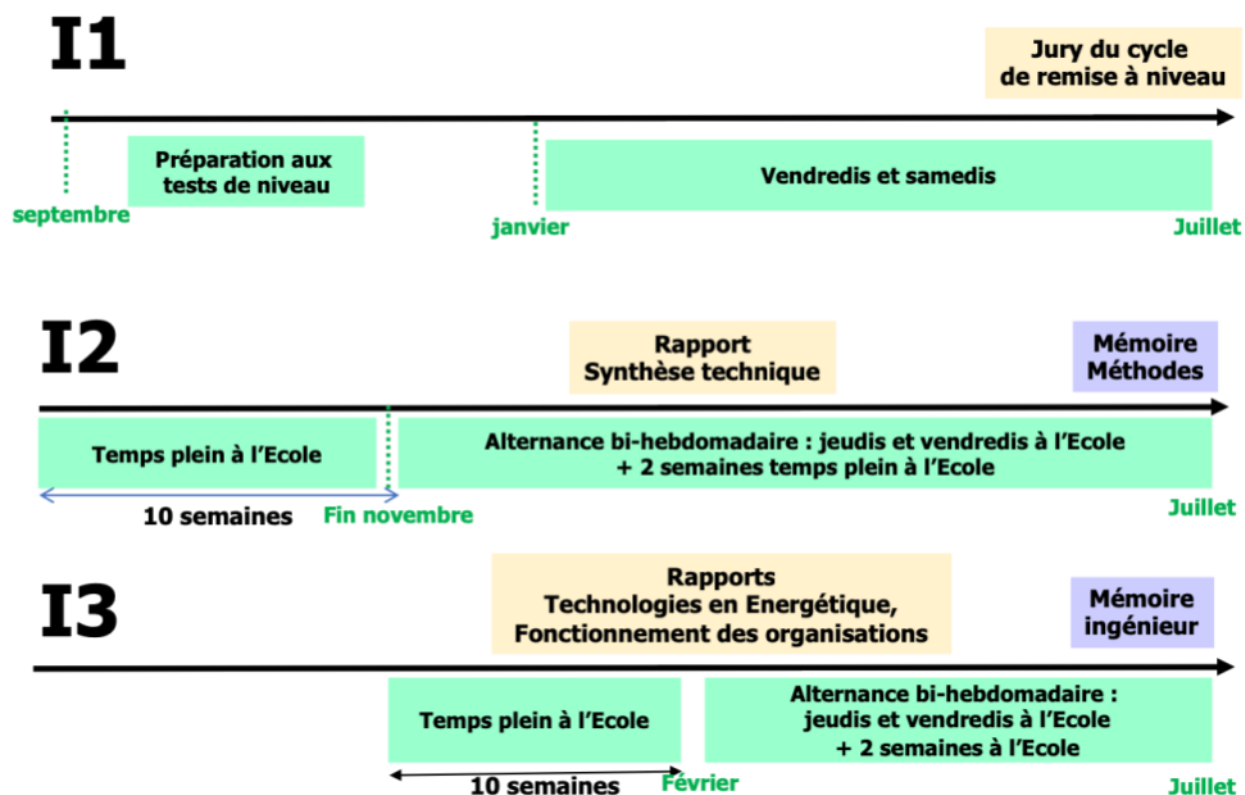 I1
Jury du cycle
de remise à niveau
Préparation aux
tests de niveau
Vendredis et samedis
septembre
janvier
Juillet
I2
Rapport
Synthèse technique
Mémoire
Méthodes
Temps plein à l'Ecole
Alternance bi-hebdomadaire : jeudis et vendredis à l'Ecole
+ 2 semaines temps plein à l'Ecole
10 semaines
Fin novembre
Juillet
I3
Rapports
Technologies en Energétique,
Fonctionnement des organisations
Mémoire
ingénieur
Temps plein à l'Ecole
Alternance bi-hebdomadaire :
jeudis et vendredis à l'Ecole
+ 2 semaines à l'Ecole
10 semaines
Février
Juillet